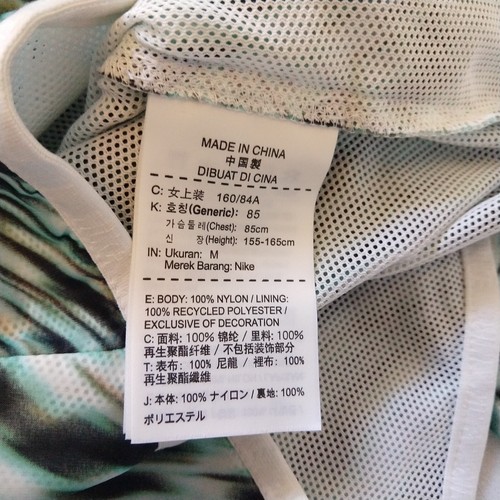 MADE IN CHINA
中国製
DIBUAT DI CINA
C: 女上装 160/84A
K: 호칭(Generic): 85
가슴둘레(Chest): 85cm
신 장(Height): 155-165cm
IN: Ukuran: M
Merek Barang: Nike
E: BODY: 100% NYLON / LINING:
100% RECYCLED POLYESTER /
EXCLUSIVE OF DECORATION
C: 面料: 100% 锦纶 / 里料: 100%
再生聚酯纤维 / 不包括装饰部分
T: 表布: 100% 尼龍 / 裡布: 100%
再生聚酯纖維
J: 本体: 100% ナイロン / 裏地: 100%
ポリエステル